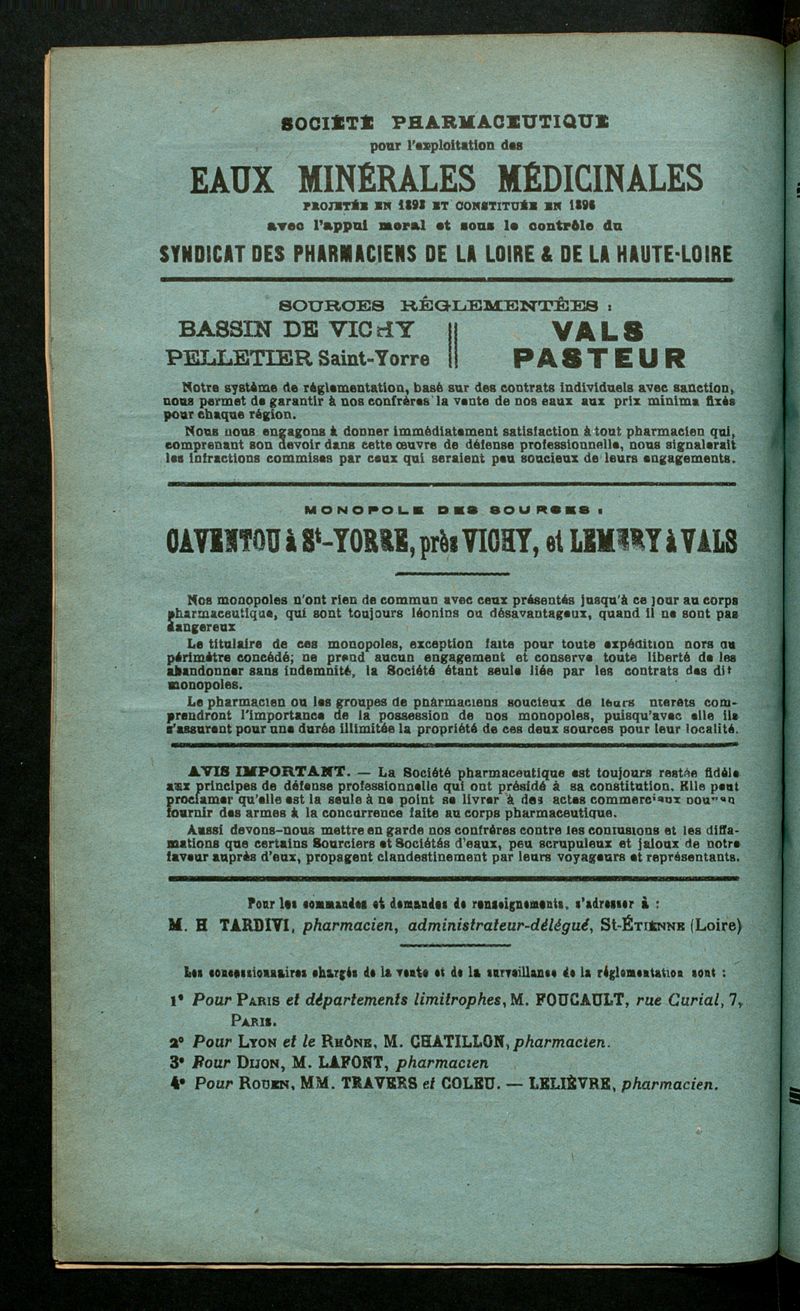 SOCIÉTÉ PHARMACEUTIQUE
pour l'exploitation des
EAUX MINÉRALES MÉDICINALES
PROJETÉE EN 1893 ET CONSTITUÉE EN 1896
avec l'appui moral et sous le contrôle du
SYNDICAT DES PHARMACIENS DE LA LOIRE & DE LA HAUTE-LOIRE
SOURCES RÉGLEMENTÉES :
BASSIN DE VICHY || VALS
PELLETIER Saint-Yorre || PASTEUR
Notre système de réglementation, basé sur des contrats individuels avec sanction,
nous permet de garantir à nos confrères la vente de nos eaux aux prix minima fixés
pour chaque région.
Nous nous engagons à donner immédiatement satisfaction à tout pharmacien qui,
comprenant son devoir dans cette œuvre de défense professionnelle, nous signalerait
les infractions commises par ceux qui seraient peu soucieux de leurs engagements.
MONOPOLE DES SOURCES :
CAVENTOU à St-YORRE, près VICHY, et LEMERY à VALS
Nos monopoles n'ont rien de commun avec ceux présentés jusqu'à ce jour au corps
pharmaceutique, qui sont toujours léonins ou désavantageux, quand il ne sont pas
dangereux
Le titulaire de ces monopoles, exception faite pour toute expédition hors du
périmètre concédé; ne prend aucun engagement et conserve toute liberté de les
abandonner sans indemnité, la Société étant seule liée par les contrats des dit
monopoles.
Le pharmacien ou les groupes de pharmaciens soucieux de leurs nterets com-
prendront l'importance de la possession de nos monopoles, puisqu'avec elle ils
s'assurent pour une durée illimitée la propriété de ces deux sources pour leur localité.
AVIS IMPORTANT. — La Société pharmaceutique est toujours restée fidèle
aux principes de défense professionnelle qui ont présidé à sa constitution. Elle peut
proclamer qu'elle est la seule à ne point se livrer à des actes commerciaux pouvan
fournir des armes à la concurrence faite au corps pharmaceutique.
Aussi devons-nous mettre en garde nos confrères contre les confusions et les diffa-
mations que certains Sourciers et Sociétés d'eaux, peu scrupuleux et jaloux de notre
faveur auprès d'eux, propagent clandestinement par leurs voyageurs et représentants.
Pour les commandes et demandes de renseignements, s'adresser à :
M. H TARDIVI, pharmacien, administrateur-délégué, St-ÉTIENNE (Loire)
Les concessionnaires chargés de la vente et de la surveillance de la réglementation sont :
1° Pour PARIS et départements limitrophes, M. FOUCAULT, rue Curial, 7,
PARIS.
2° Pour LYON et le RHÔNE, M. CHATILLON, pharmacien.
3° Pour DIJON, M. LAFONT, pharmacien
4° Pour ROUEN, MM. TRAVERS et COLEU. — LELIÈVRE, pharmacien.